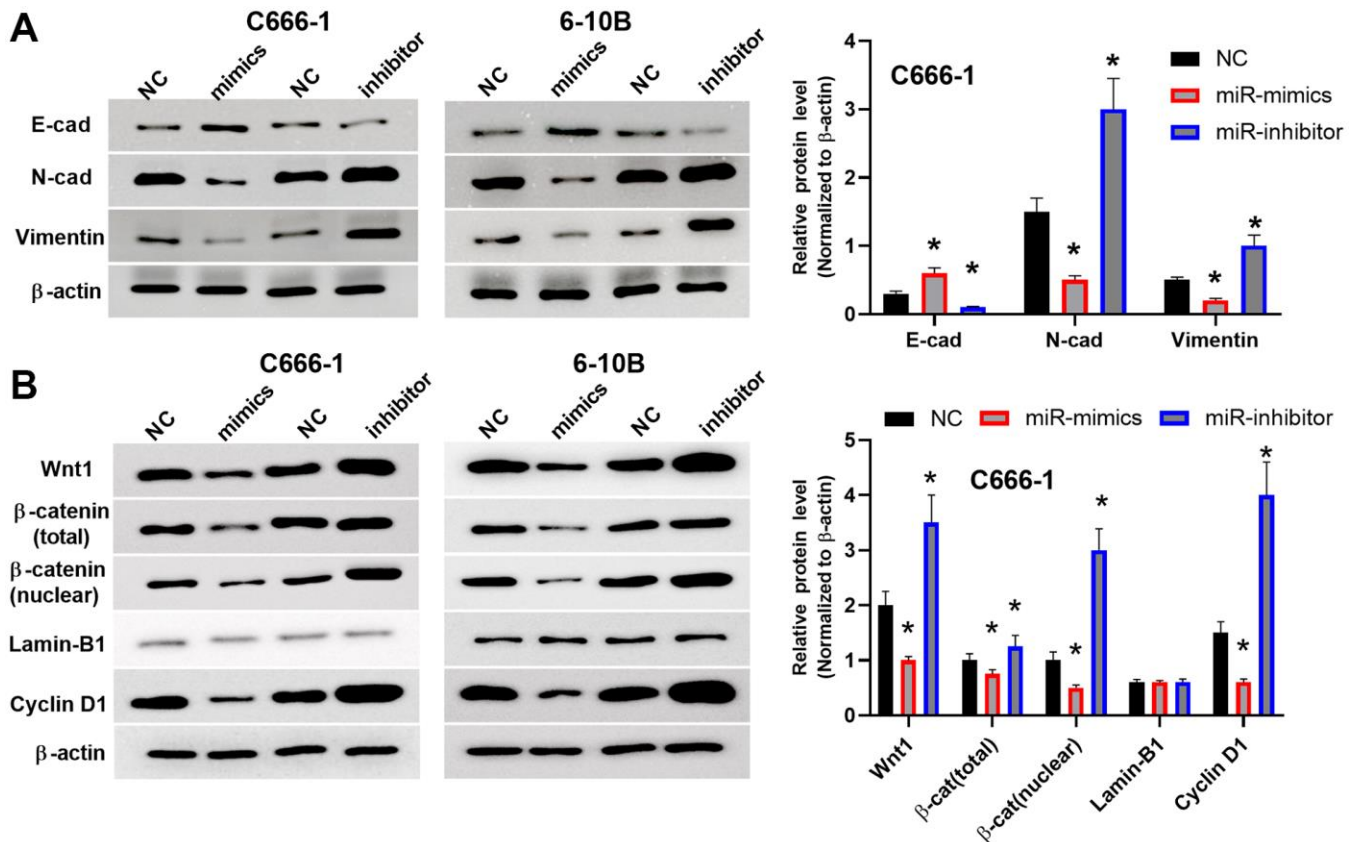 A
C666-1
6-10B
NC mimics NC inhibitor
NC mimics NC inhibitor
E-cad
N-cad
Vimentin
β-actin
C666-1
NC
miR-mimics
miR-inhibitor
Relative protein level
(Normalized to β-actin)
4
3
2
1
0
* * * * * *
E-cad N-cad Vimentin
B
C666-1
6-10B
NC mimics NC inhibitor
NC mimics NC inhibitor
Wnt1
β-catenin
(total)
β-catenin
(nuclear)
Lamin-B1
Cyclin D1
β-actin
NC miR-mimics miR-inhibitor
C666-1
Relative protein level
(Normalized to β-actin)
5
4
3
2
1
0
* * * * * * * *
Wnt1
β-cat(total)
β-cat(nuclear)
Lamin-B1
Cyclin D1